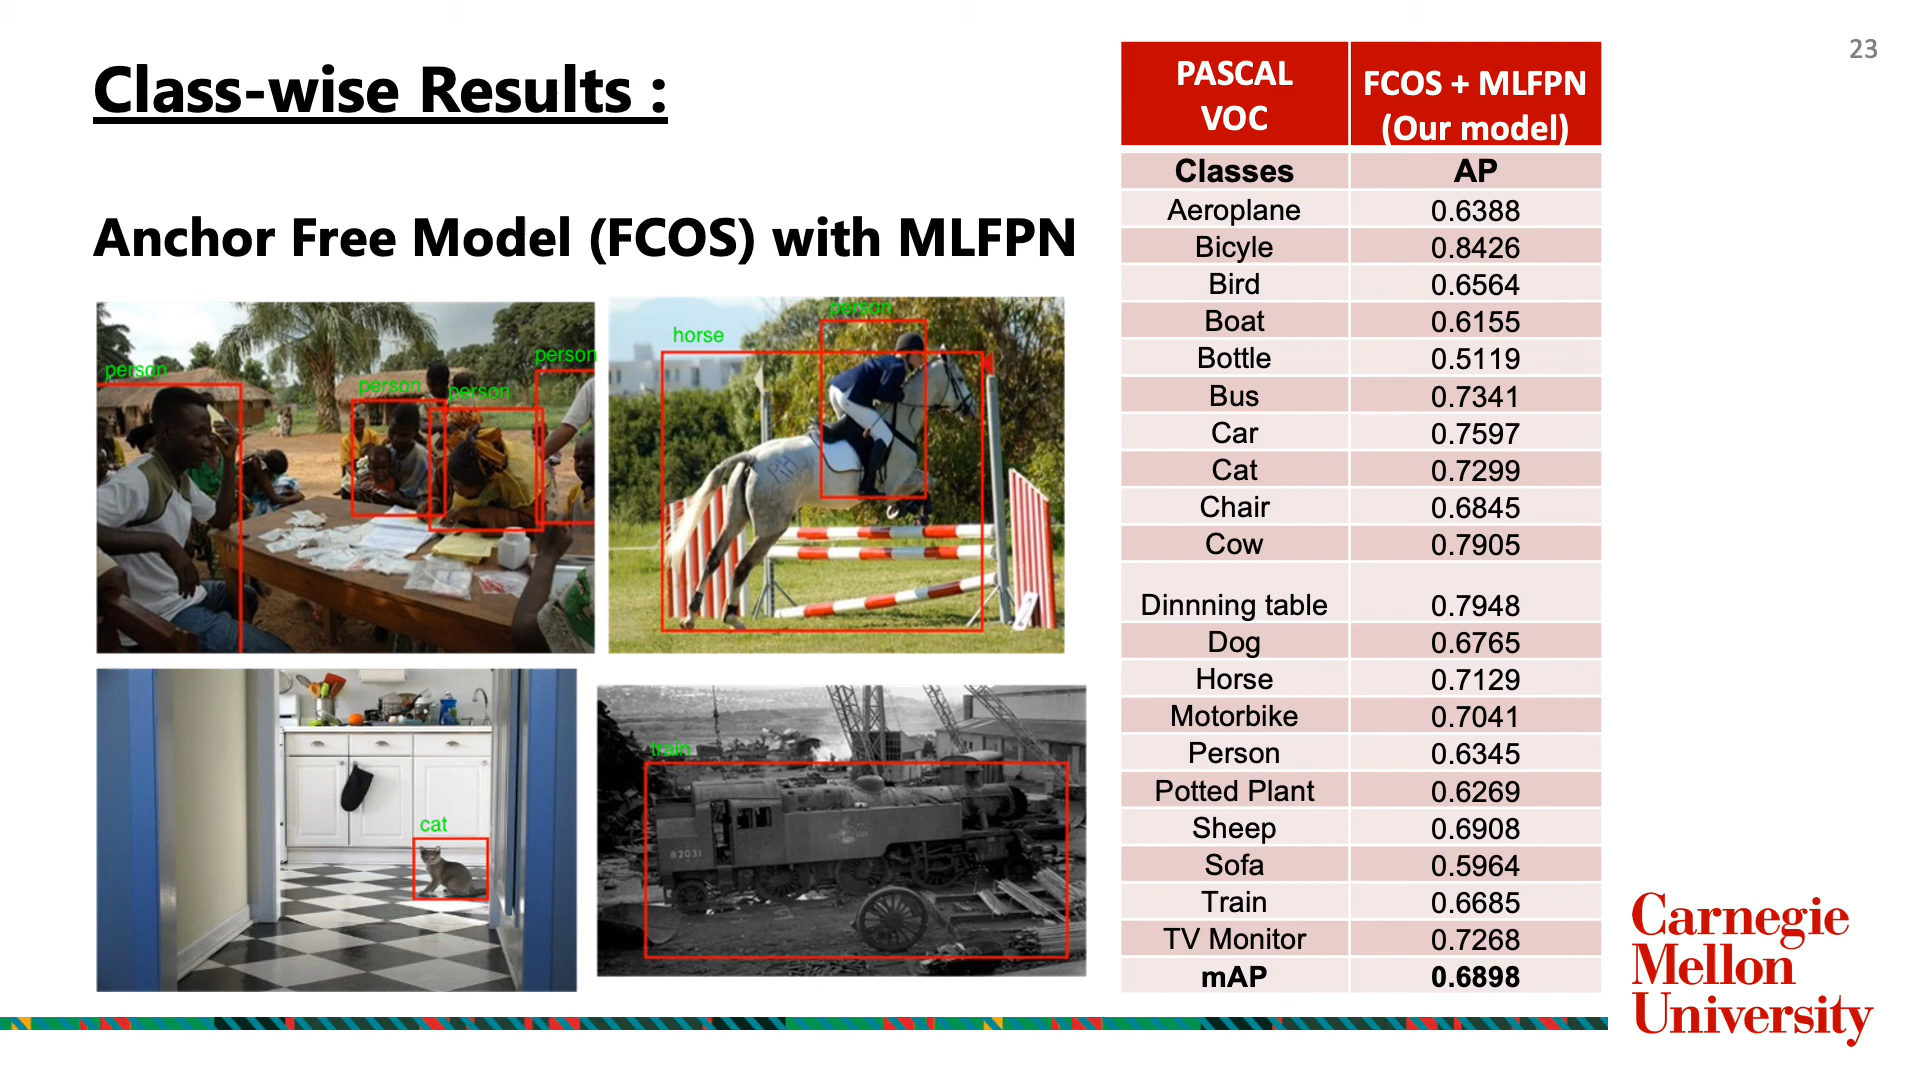 23
Class-wise Results :
Anchor Free Model (FCOS) with MLFPN
person
person
person
person
horse
person
cat
train
82031
PASCAL
VOC
FCOS + MLFPN
(Our model)
Classes AP
Aeroplane 0.6388
Bicyle 0.8426
Bird 0.6564
Boat 0.6155
Bottle 0.5119
Bus 0.7341
Car 0.7597
Cat 0.7299
Chair 0.6845
Cow 0.7905
Dinnning table 0.7948
Dog 0.6765
Horse 0.7129
Motorbike 0.7041
Person 0.6345
Potted Plant 0.6269
Sheep 0.6908
Sofa 0.5964
Train 0.6685
TV Monitor 0.7268
mAP 0.6898
Carnegie
Mellon
University